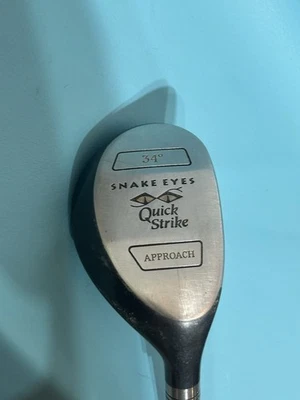 34"
SNAKE EYES
Quick
Strike
APPROACH